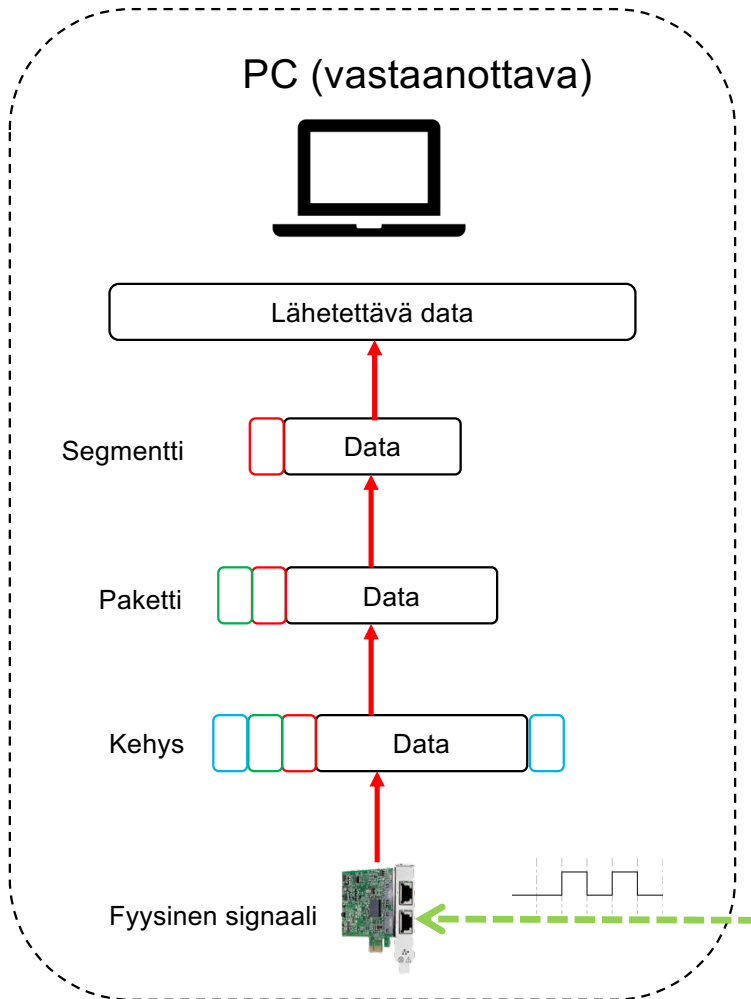 PC (vastaanottava)
Lähetettävä data
Segmentti
Data
Paketti
Data
Kehys
Data
Fyysinen signaali